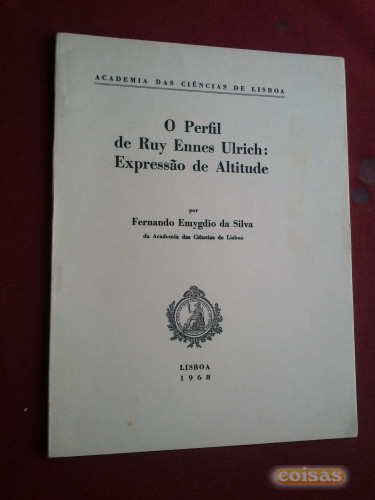 ACADEMIA DAS CIÊNCIAS DE LISBOA
O Perfil
de Ruy Ennes Ulrich:
Expressão de Altitude
por
Fernando Emygdio da Silva
da Academia das Ciências de Lisboa
LISBOA
1968
coisas